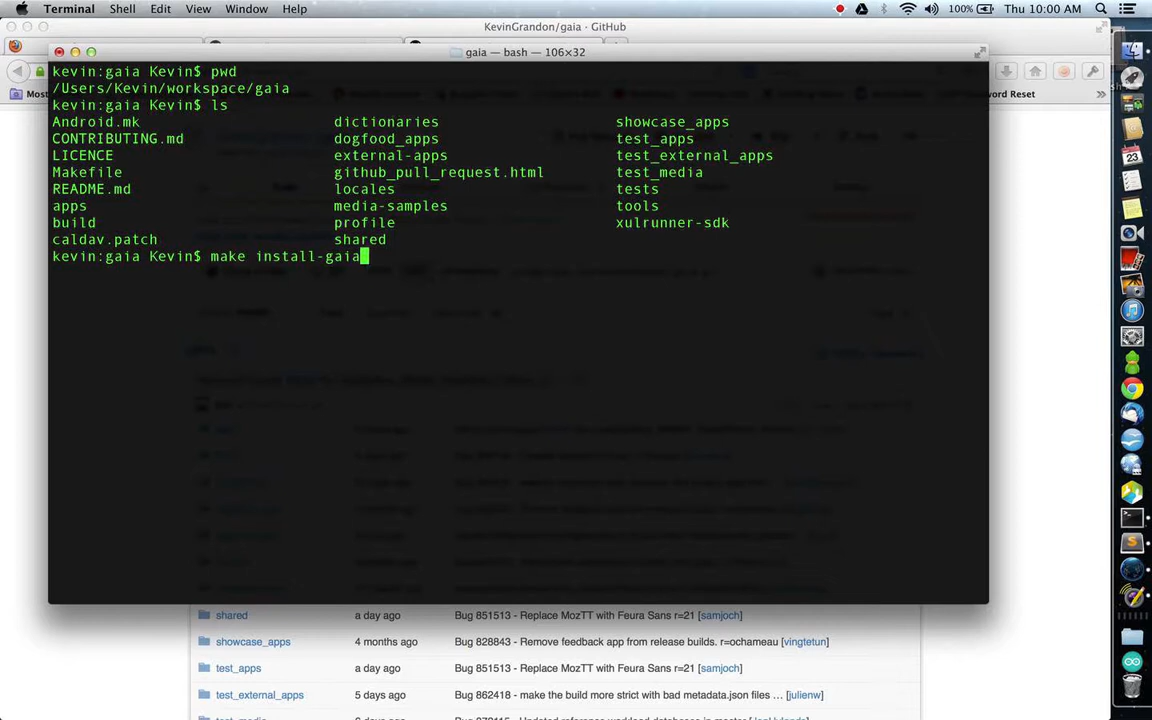 Terminal Shell Edit View Window Help 100% Thu 10:00 AM
KevinGrandon/gaia · GitHub
gaia — bash — 106×32
kevin:gaia Kevin$ pwd
/Users/Kevin/workspace/gaia
Most
Password Reset
kevin:gaia Kevin$ ls
Android.mk dictionaries showcase_apps
CONTRIBUTING.md dogfood_apps test_apps
LICENCE external-apps test_external_apps
Makefile github_pull_request.html test_media
README.md locales tests
apps media-samples tools
build profile xulrunner-sdk
caldav.patch shared
kevin:gaia Kevin$ make install-gaia
shared a day ago Bug 851513 - Replace MozTT with Feura Sans r=21 [samjoch]
showcase_apps 4 months ago Bug 828843 - Remove feedback app from release builds. r=ochameau [vingtetun]
test_apps a day ago Bug 851513 - Replace MozTT with Feura Sans r=21 [samjoch]
test_external_apps 5 days ago Bug 862418 - make the build more strict with bad metadata.json files … [julienw]